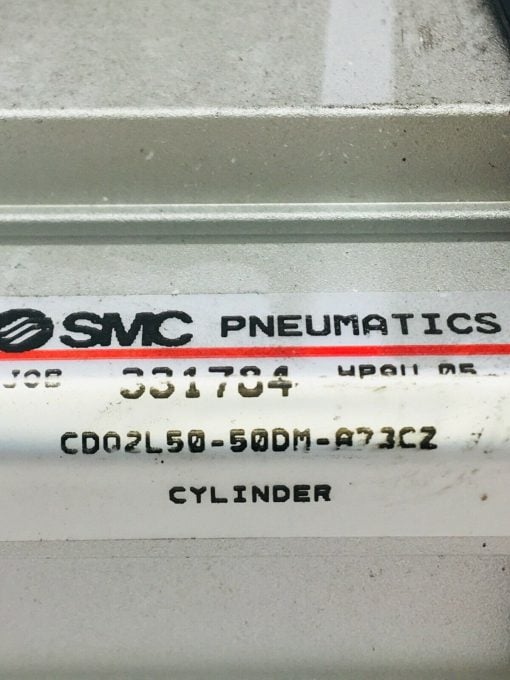 SMC PNEUMATICS
JOB 331784
CDQ2L50-50DM-A73CZ
CYLINDER